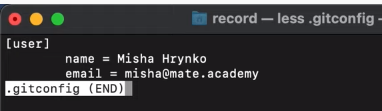 record — less .gitconfig -
[user]
name = Misha Hrynko
email = misha@mate.academy
.gitconfig (END)